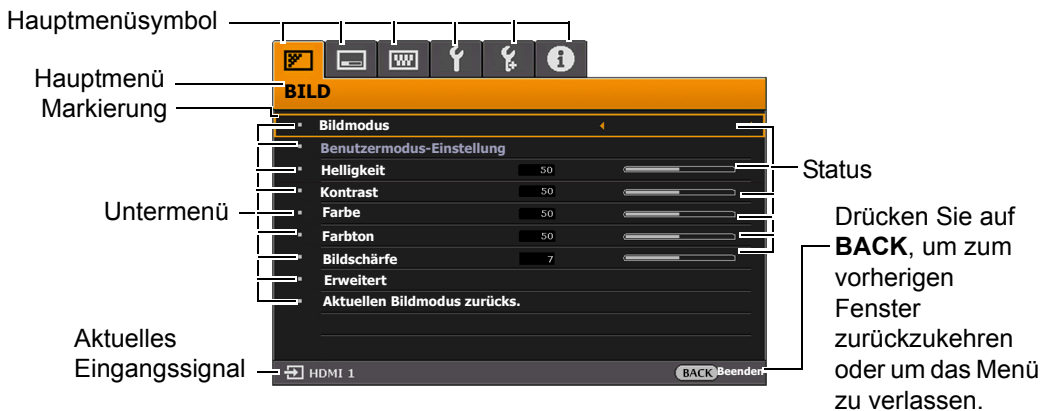 Hauptmenüsymbol
Hauptmenü
BILD
Markierung
Bildmodus
Benutzermodus-Einstellung
Helligkeit 50
Status
Kontrast 50
Untermenü
Farbe 50
Farbton 50
Bildschärfe 7
Erweitert
Aktuellen Bildmodus zurücks.
Drücken Sie auf
BACK, um zum
vorherigen
Fenster
zurückzukehren
oder um das Menü
zu verlassen.
Aktuelles
Eingangssignal
HDMI 1
BACK Beenden